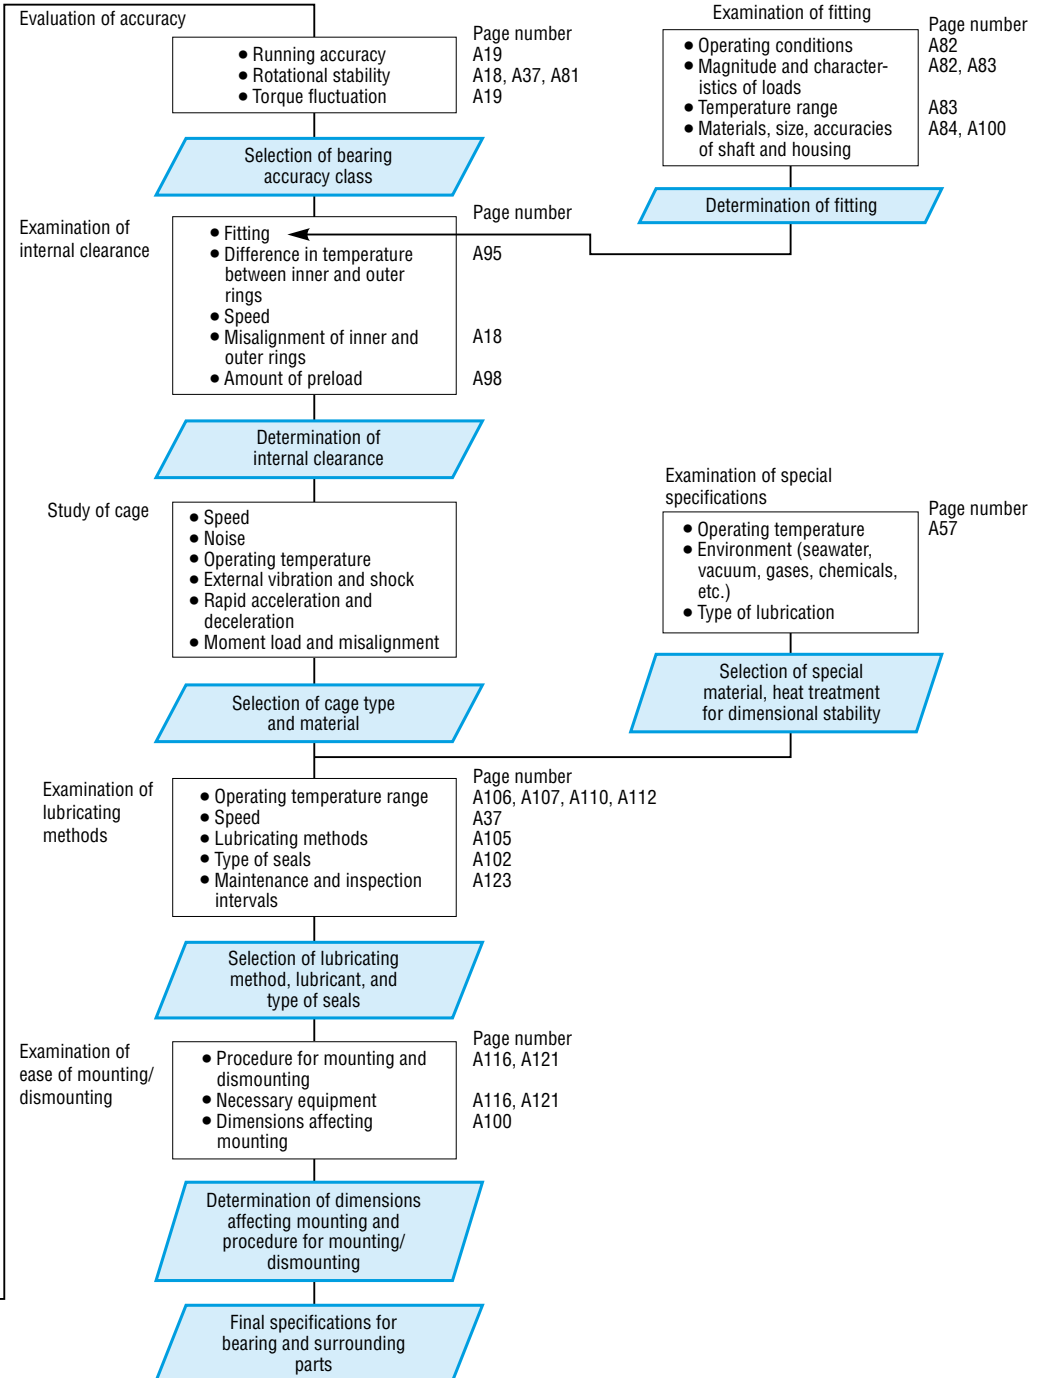 Evaluation of accuracy
Page number
• Running accuracy
A19
• Rotational stability
A18, A37, A81
• Torque fluctuation
A19
Selection of bearing
accuracy class
Examination of fitting
Page number
• Operating conditions
A82
• Magnitude and character-
A82, A83
istics of loads
• Temperature range
A83
• Materials, size, accuracies
A84, A100
of shaft and housing
Determination of fitting
Examination of
internal clearance
Page number
• Fitting
• Difference in temperature
A95
between inner and outer
rings
• Speed
• Misalignment of inner and
A18
outer rings
• Amount of preload
A98
Determination of
internal clearance
Study of cage
• Speed
• Noise
• Operating temperature
• External vibration and shock
• Rapid acceleration and
deceleration
• Moment load and misalignment
Selection of cage type
and material
Examination of special
specifications
Page number
• Operating temperature
A57
• Environment (seawater,
vacuum, gases, chemicals,
etc.)
• Type of lubrication
Selection of special
material, heat treatment
for dimensional stability
Examination of
lubricating
methods
Page number
• Operating temperature range
A106, A107, A110, A112
• Speed
A37
• Lubricating methods
A105
• Type of seals
A102
• Maintenance and inspection
A123
intervals
Selection of lubricating
method, lubricant, and
type of seals
Examination of
ease of mounting/
dismounting
Page number
• Procedure for mounting and
A116, A121
dismounting
• Necessary equipment
A116, A121
• Dimensions affecting
A100
mounting
Determination of dimensions
affecting mounting and
procedure for mounting/
dismounting
Final specifications for
bearing and surrounding
parts